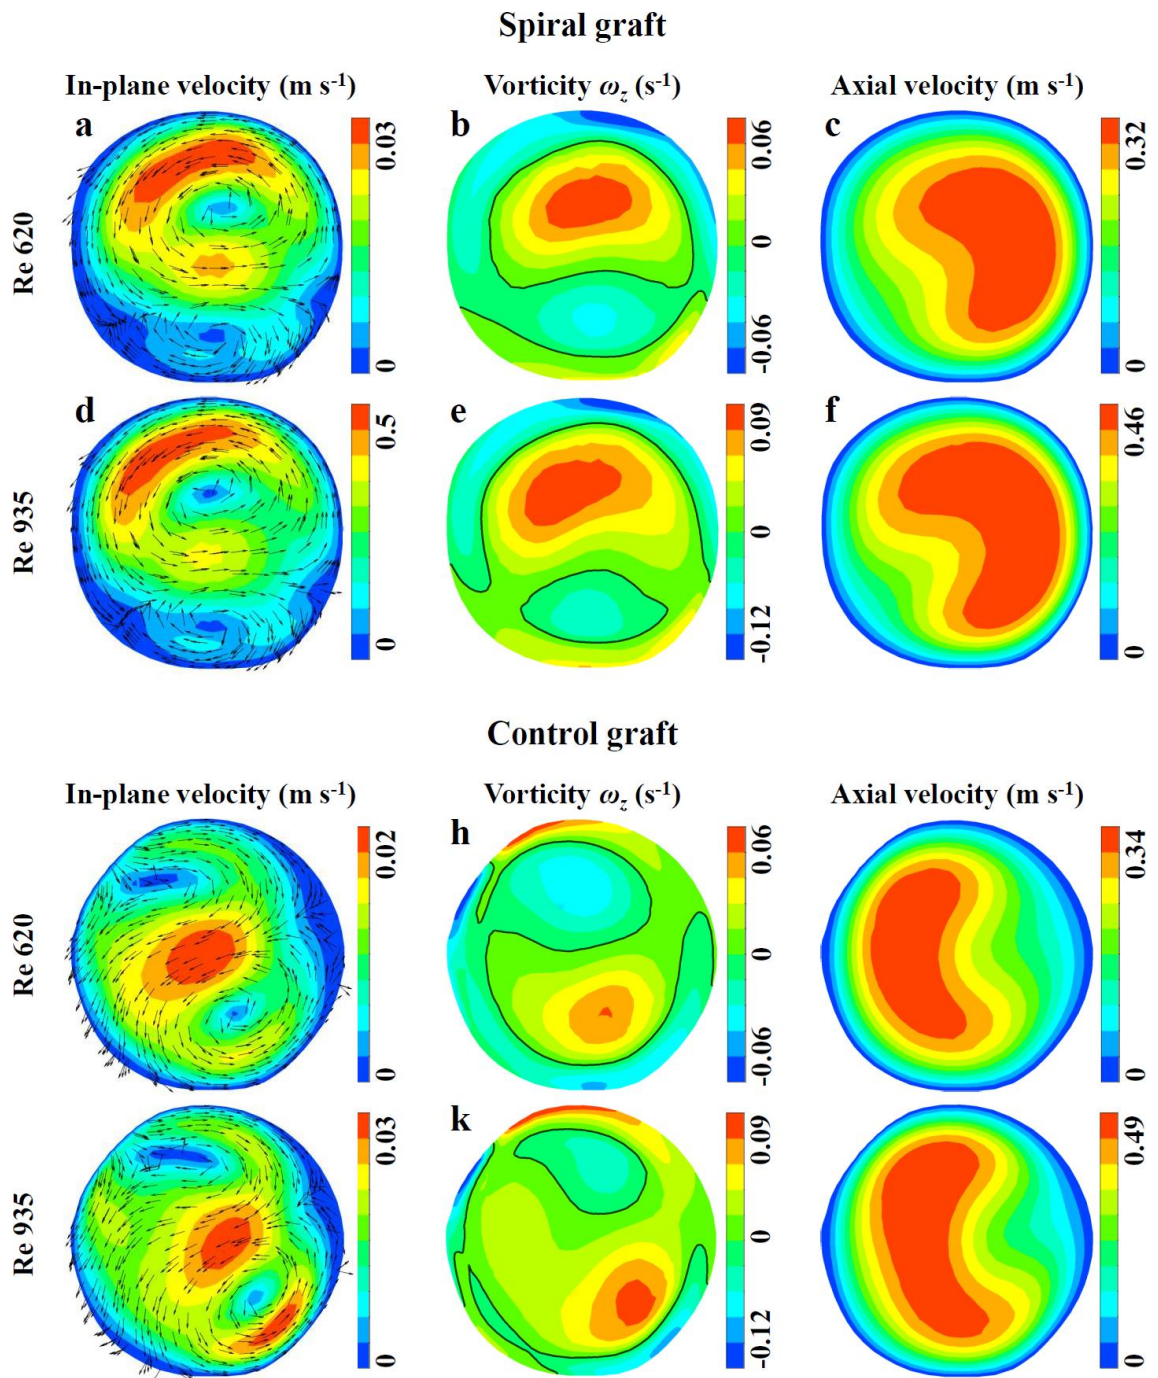 Spiral graft
In-plane velocity (m s⁻¹)
Vorticity ω_z (s⁻¹)
Axial velocity (m s⁻¹)
Re 620
a
0.03
0
b
0.06
0
-0.06
c
0.32
0
Re 935
d
0.5
0
e
0.09
0
-0.12
f
0.46
0
Control graft
In-plane velocity (m s⁻¹)
Vorticity ω_z (s⁻¹)
Axial velocity (m s⁻¹)
Re 620
0.02
0
h
0.06
0
-0.06
0.34
0
Re 935
0.03
0
k
0.09
0
-0.12
0.49
0